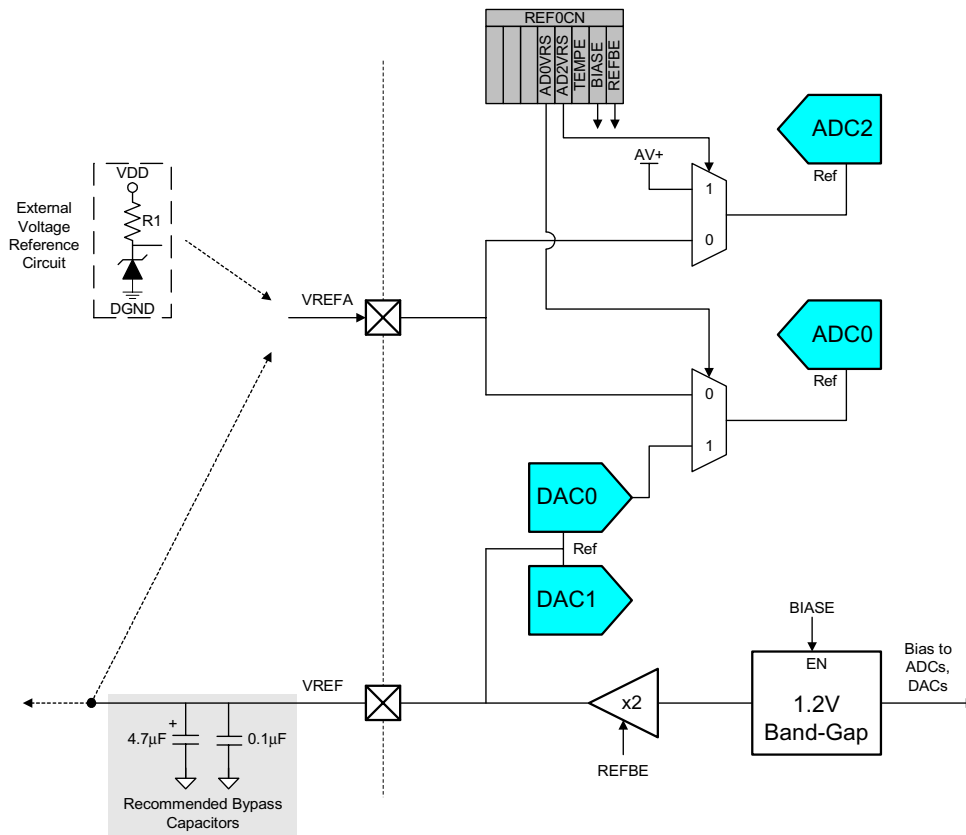 REF0CN
AD0VRS
AD2VRS
TEMPE
BIASE
REFBE
ADC2
Ref
AV+
1
0
External
Voltage
Reference
Circuit
VDD
R1
DGND
VREFA
ADC0
Ref
0
1
DAC0
Ref
DAC1
BIASE
EN
1.2V
Band-Gap
Bias to
ADCs,
DACs
x2
REFBE
VREF
+
4.7µF
0.1µF
Recommended Bypass
Capacitors